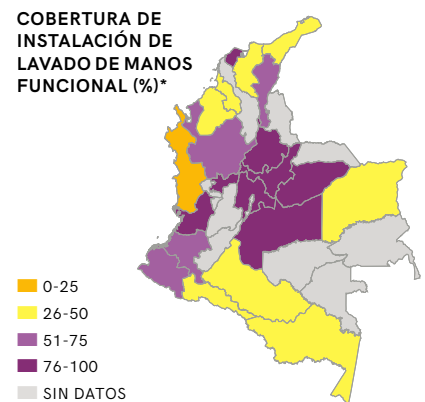 COBERTURA DE
INSTALACIÓN DE
LAVADO DE MANOS
FUNCIONAL (%)*
0-25
26-50
51-75
76-100
SIN DATOS